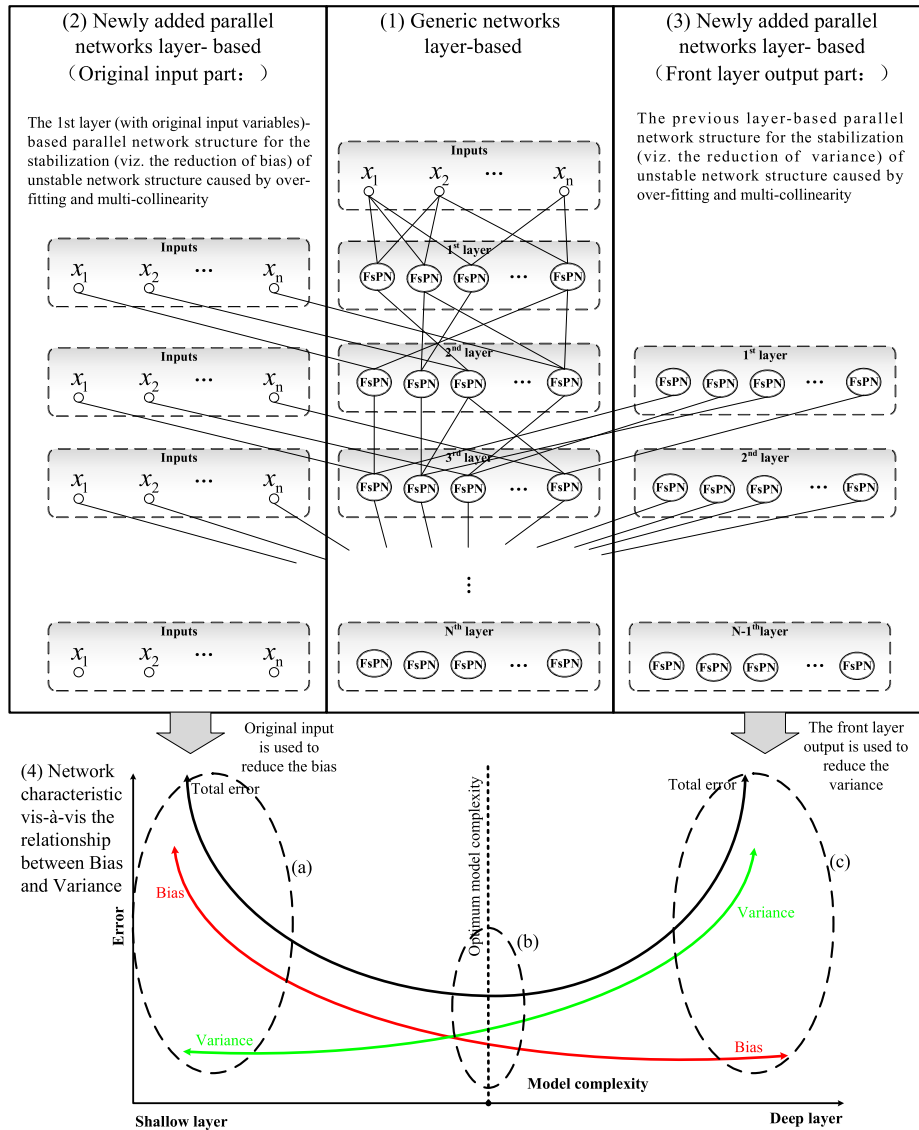 (2) Newly added parallel
networks layer- based
（Original input part：）
(1) Generic networks
layer-based
(3) Newly added parallel
networks layer- based
（Front layer output part：）
The 1st layer (with original input variables)-
based parallel network structure for the
stabilization (viz. the reduction of bias) of
unstable network structure caused by over-
fitting and multi-collinearity
The previous layer-based parallel
network structure for the stabilization
(viz. the reduction of variance) of
unstable network structure caused by
over-fitting and multi-collinearity
Inputs
x1 x2 ··· xn
1st layer
FsPN FsPN FsPN ··· FsPN
Inputs
x1 x2 ··· xn
2nd layer
FsPN FsPN FsPN ··· FsPN
Inputs
x1 x2 ··· xn
1st layer
FsPN FsPN FsPN ··· FsPN
3rd layer
FsPN FsPN FsPN ··· FsPN
Inputs
x1 x2 ··· xn
2nd layer
FsPN FsPN FsPN ··· FsPN
⋮
Inputs
x1 x2 ··· xn
Nth layer
FsPN FsPN FsPN ··· FsPN
N-1thlayer
FsPN FsPN FsPN ··· FsPN
Original input
is used to
reduce the bias
The front layer
output is used to
reduce the
variance
(4) Network
characteristic
vis-à-vis the
relationship
between Bias
and Variance
Total error
Total error
Optimum model complexity
(a)
(b)
(c)
Bias
Variance
Error
Variance
Bias
Model complexity
Shallow layer
Deep layer